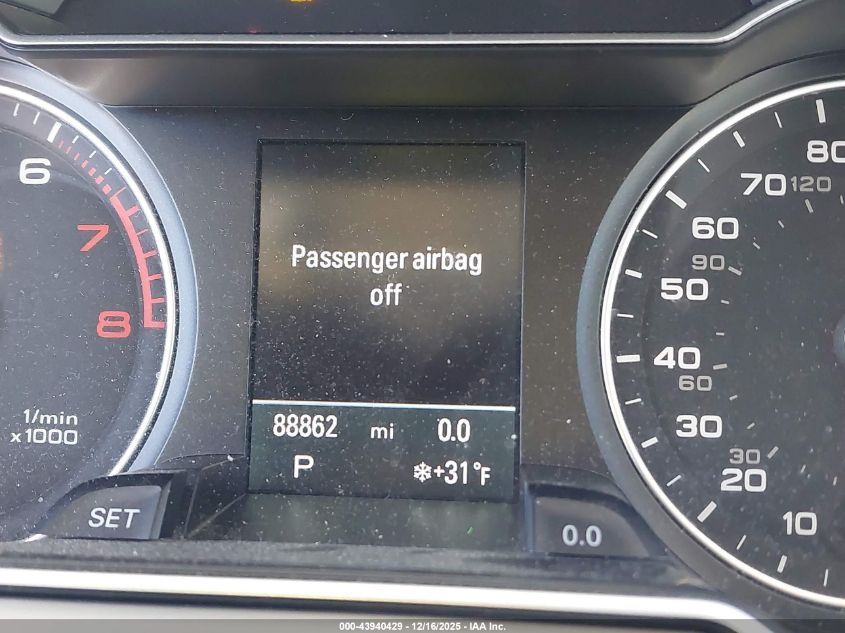 6
7
8
1/min
x1000
SET
Passenger airbag
off
88862 mi 0.0
P ❄+31°F
0.0
80
70 120
60
90
50
40
60
30
30
20
10
000-43940429 - 12/16/2025 - IAA Inc.